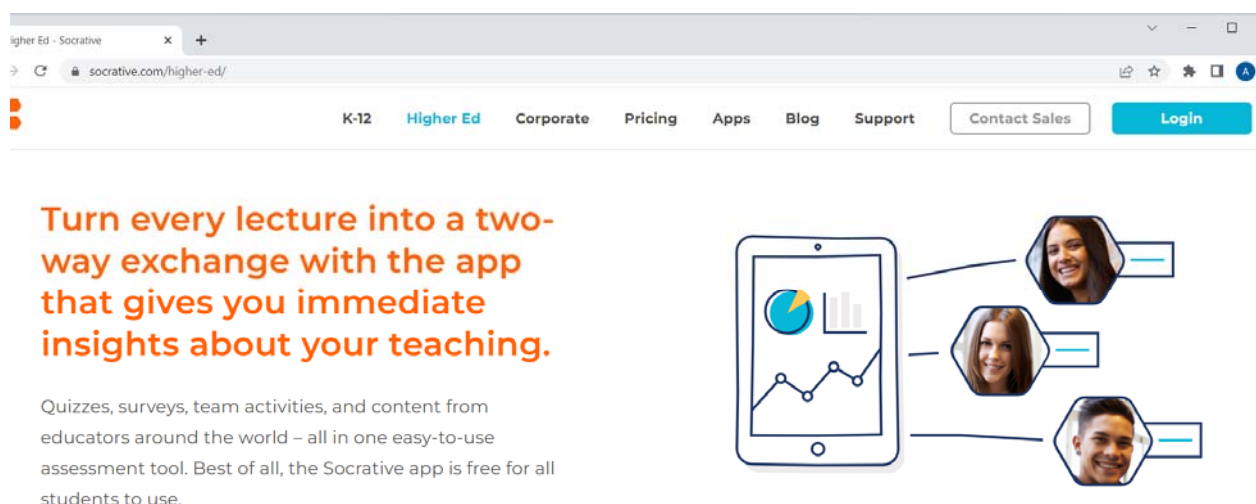 igher Ed - Socrative
socrative.com/higher-ed/
A
K-12 Higher Ed Corporate Pricing Apps Blog Support Contact Sales Login
Turn every lecture into a two-
way exchange with the app
that gives you immediate
insights about your teaching.
Quizzes, surveys, team activities, and content from
educators around the world – all in one easy-to-use
assessment tool. Best of all, the Socrative app is free for all
students to use.